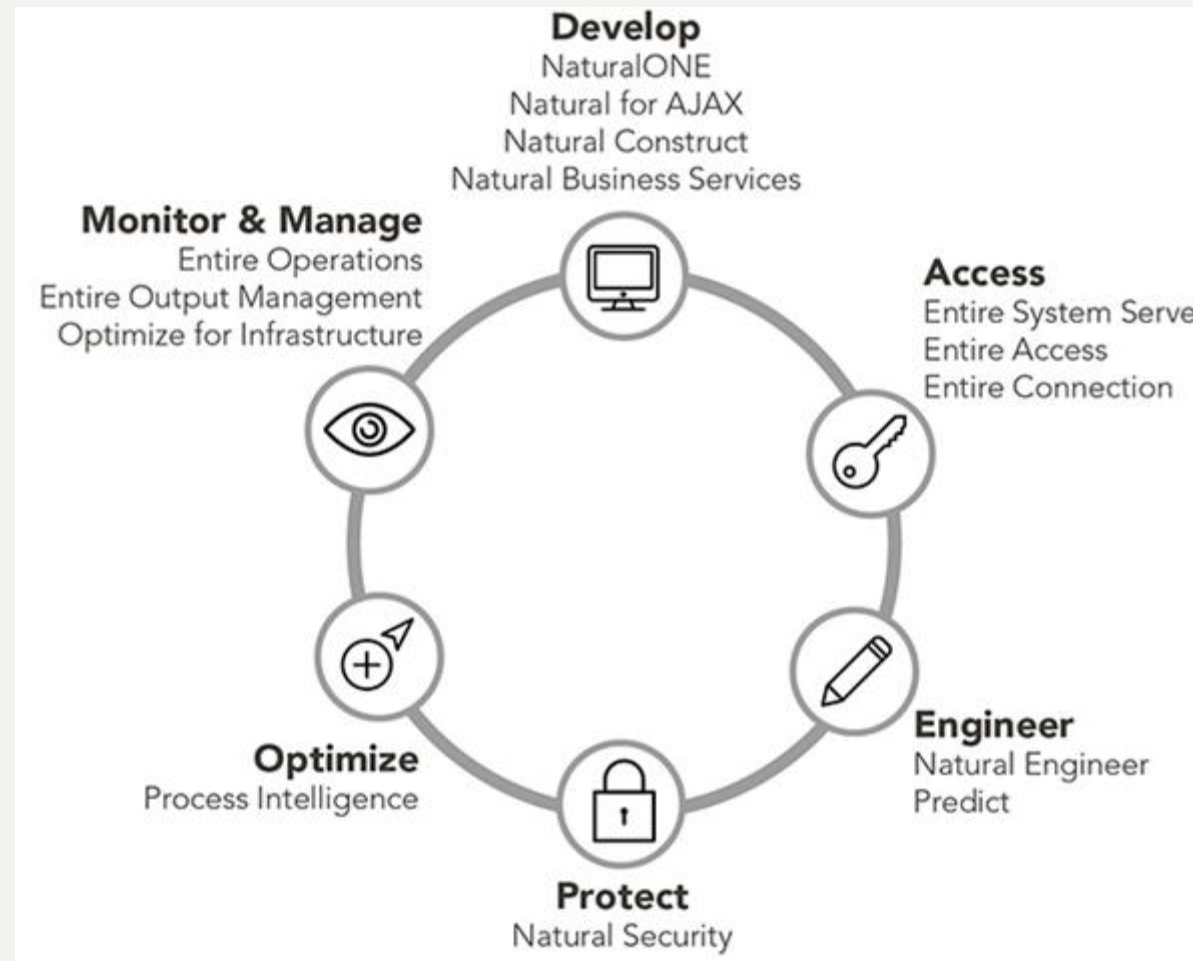 Develop
NaturalONE
Natural for AJAX
Natural Construct
Natural Business Services
Monitor & Manage
Entire Operations
Entire Output Management
Optimize for Infrastructure
Access
Entire System Serve
Entire Access
Entire Connection
Engineer
Natural Engineer
Predict
Optimize
Process Intelligence
Protect
Natural Security